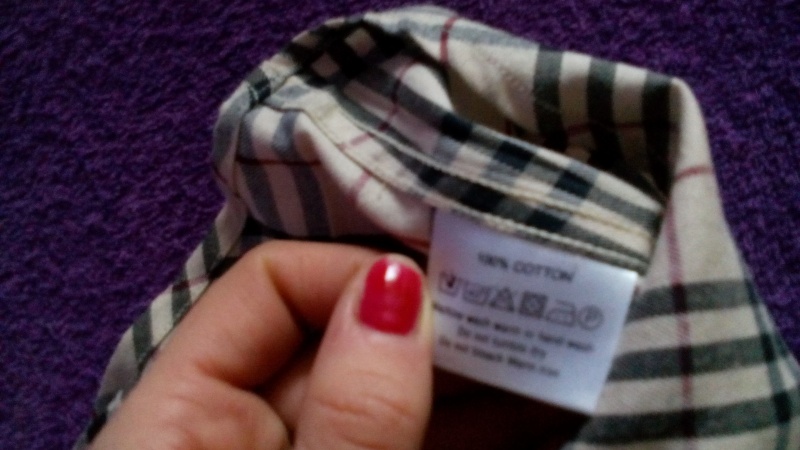 100% COTTON
Machine wash warm or hand wash
Do not tumble dry
Do not bleach Warm iron